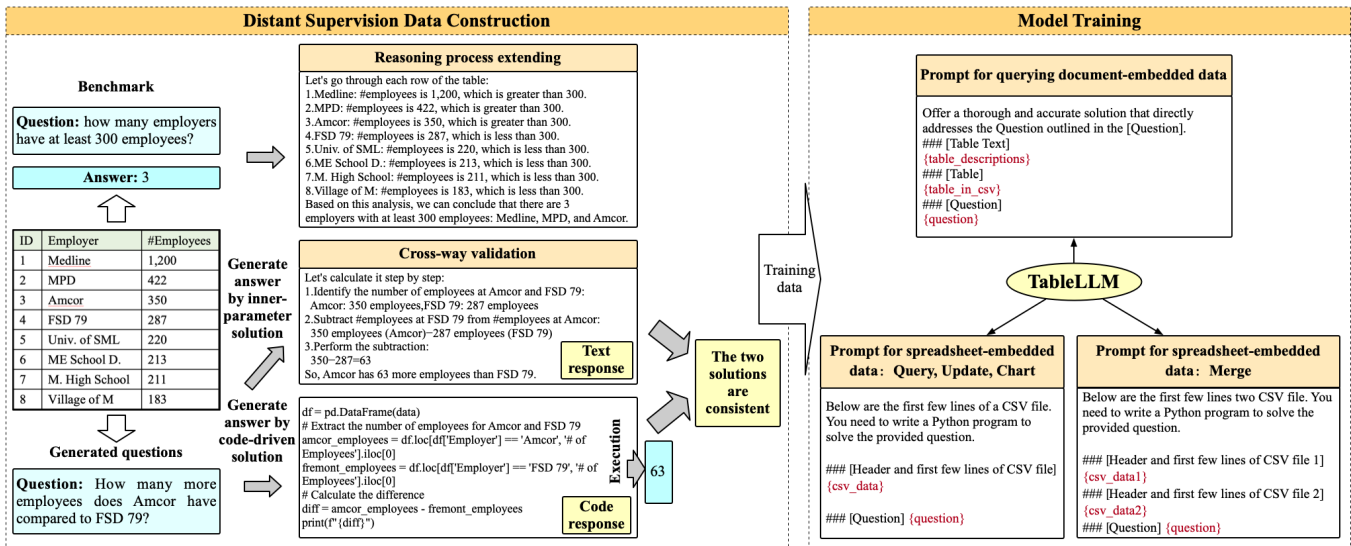 Distant Supervision Data Construction
Benchmark
Question: how many employers
have at least 300 employees?
Answer: 3
ID Employer #Employees
1 Medline 1,200
2 MPD 422
3 Amcor 350
4 FSD 79 287
5 Univ. of SML 220
6 ME School D. 213
7 M. High School 211
8 Village of M 183
Generated questions
Question: How many more
employees does Amcor have
compared to FSD 79?
Generate
answer
by inner-
parameter
solution
Generate
answer by
code-driven
solution
Reasoning process extending
Let's go through each row of the table:
1.Medline: #employees is 1,200, which is greater than 300.
2.MPD: #employees is 422, which is greater than 300.
3.Amcor: #employees is 350, which is greater than 300.
4.FSD 79: #employees is 287, which is less than 300.
5.Univ. of SML: #employees is 220, which is less than 300.
6.ME School D.: #employees is 213, which is less than 300.
7.M. High School: #employees is 211, which is less than 300.
8.Village of M: #employees is 183, which is less than 300.
Based on this analysis, we can conclude that there are 3
employers with at least 300 employees: Medline, MPD, and Amcor.
Cross-way validation
Let's calculate it step by step:
1.Identify the number of employees at Amcor and FSD 79:
Amcor: 350 employees,FSD 79: 287 employees
2.Subtract #employees at FSD 79 from #employees at Amcor:
350 employees (Amcor)−287 employees (FSD 79)
3.Perform the subtraction:
350−287=63
So, Amcor has 63 more employees than FSD 79.
Text
response
df = pd.DataFrame(data)
# Extract the number of employees for Amcor and FSD 79
amcor_employees = df.loc[df['Employer'] == 'Amcor', '# of
Employees'].iloc[0]
fremont_employees = df.loc[df['Employer'] == 'FSD 79', '# of
Employees'].iloc[0]
# Calculate the difference
diff = amcor_employees - fremont_employees
print(f"{diff}")
Code
response
Execution
63
The two
solutions
are
consistent
Training
data
Model Training
Prompt for querying document-embedded data
Offer a thorough and accurate solution that directly
addresses the Question outlined in the [Question].
### [Table Text]
{table_descriptions}
### [Table]
{table_in_csv}
### [Question]
{question}
TableLLM
Prompt for spreadsheet-embedded
data: Query, Update, Chart
Below are the first few lines of a CSV file.
You need to write a Python program to
solve the provided question.
### [Header and first few lines of CSV file]
{csv_data}
### [Question] {question}
Prompt for spreadsheet-embedded
data: Merge
Below are the first few lines two CSV file. You
need to write a Python program to solve the
provided question.
### [Header and first few lines of CSV file 1]
{csv_data1}
### [Header and first few lines of CSV file 2]
{csv_data2}
### [Question] {question}